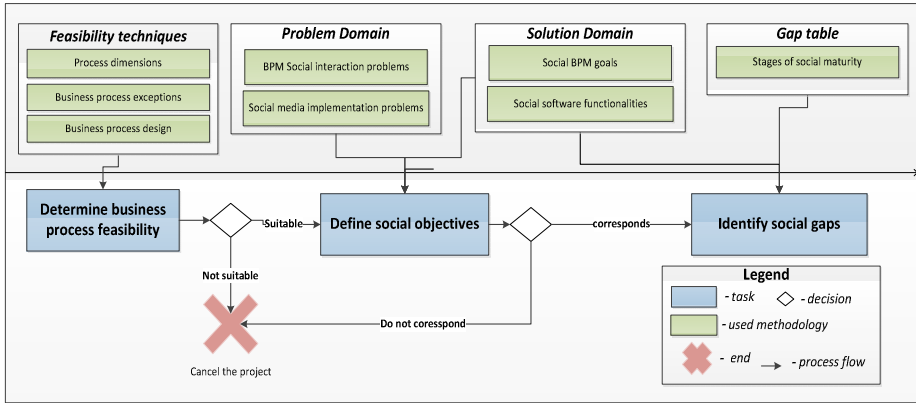 Feasibility techniques
Process dimensions
Business process exceptions
Business process design
Problem Domain
BPM Social interaction problems
Social media implementation problems
Solution Domain
Social BPM goals
Social software functionalities
Gap table
Stages of social maturity
Determine business
process feasibility
Suitable
Define social objectives
corresponds
Identify social gaps
Not suitable
Do not coresspond
Cancel the project
Legend
- task
- decision
- used methodology
- end
- process flow